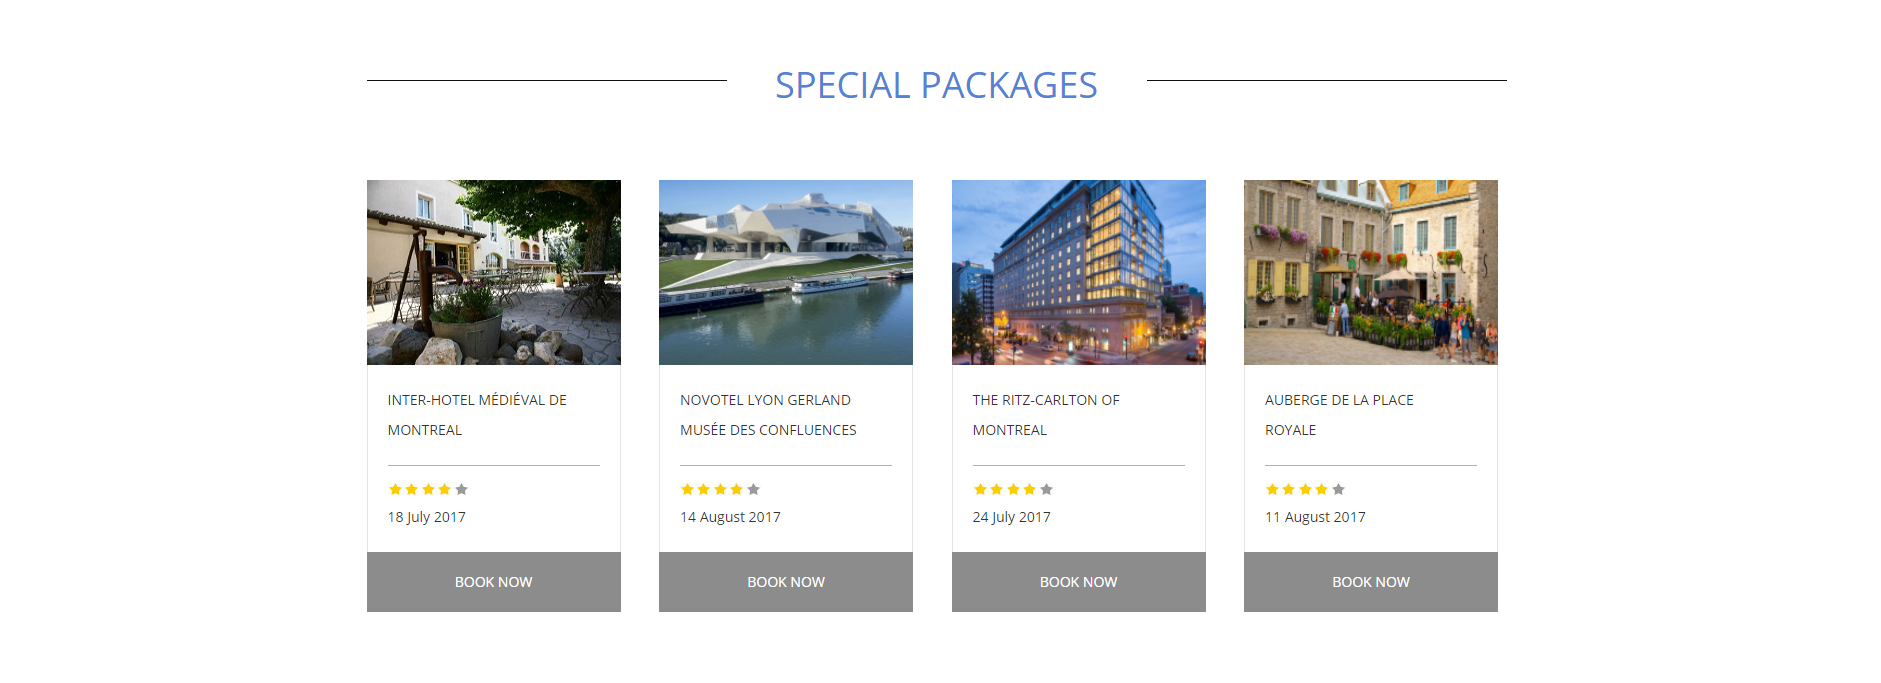 SPECIAL PACKAGES
INTER-HOTEL MÉDIÉVAL DE
MONTREAL
18 July 2017
BOOK NOW
NOVOTEL LYON GERLAND
MUSÉE DES CONFLUENCES
14 August 2017
BOOK NOW
THE RITZ-CARLTON OF
MONTREAL
24 July 2017
BOOK NOW
AUBERGE DE LA PLACE
ROYALE
11 August 2017
BOOK NOW